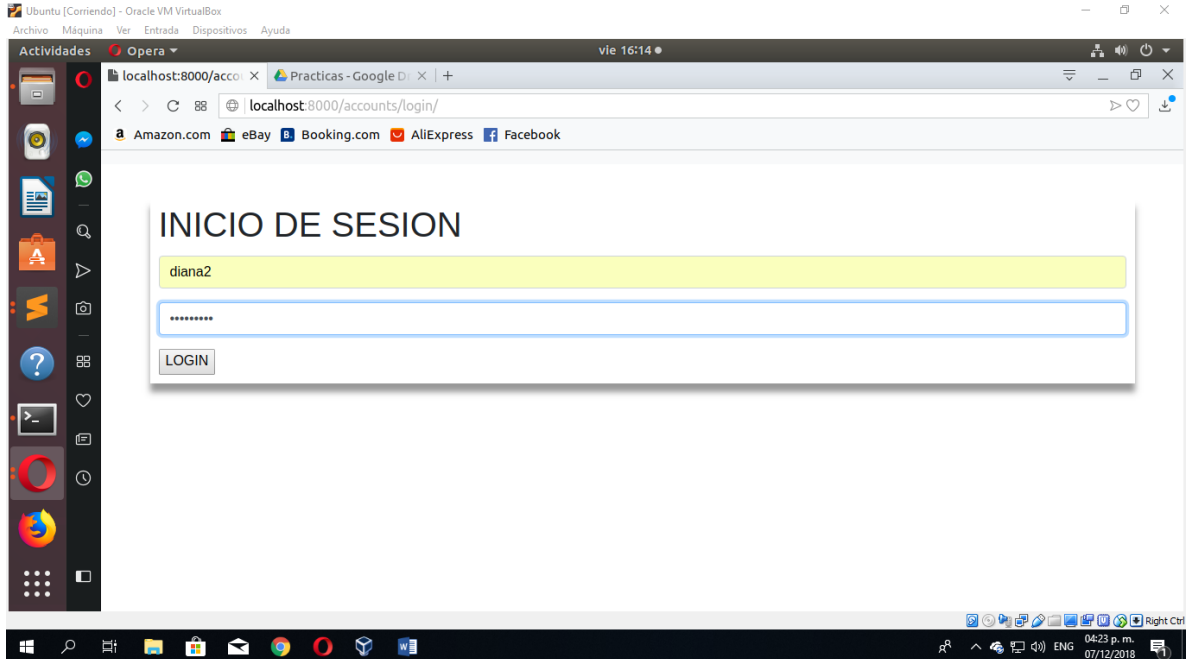 Ubuntu [Corriendo] - Oracle VM VirtualBox
Archivo Máquina Ver Entrada Dispositivos Ayuda
Actividades Opera vie 16:14
localhost:8000/acco Practicas - Google D
localhost:8000/accounts/login/
Amazon.com eBay Booking.com AliExpress Facebook
INICIO DE SESION
diana2
•••••••••
LOGIN
Right Ctrl
ENG 04:23 p. m.
07/12/2018